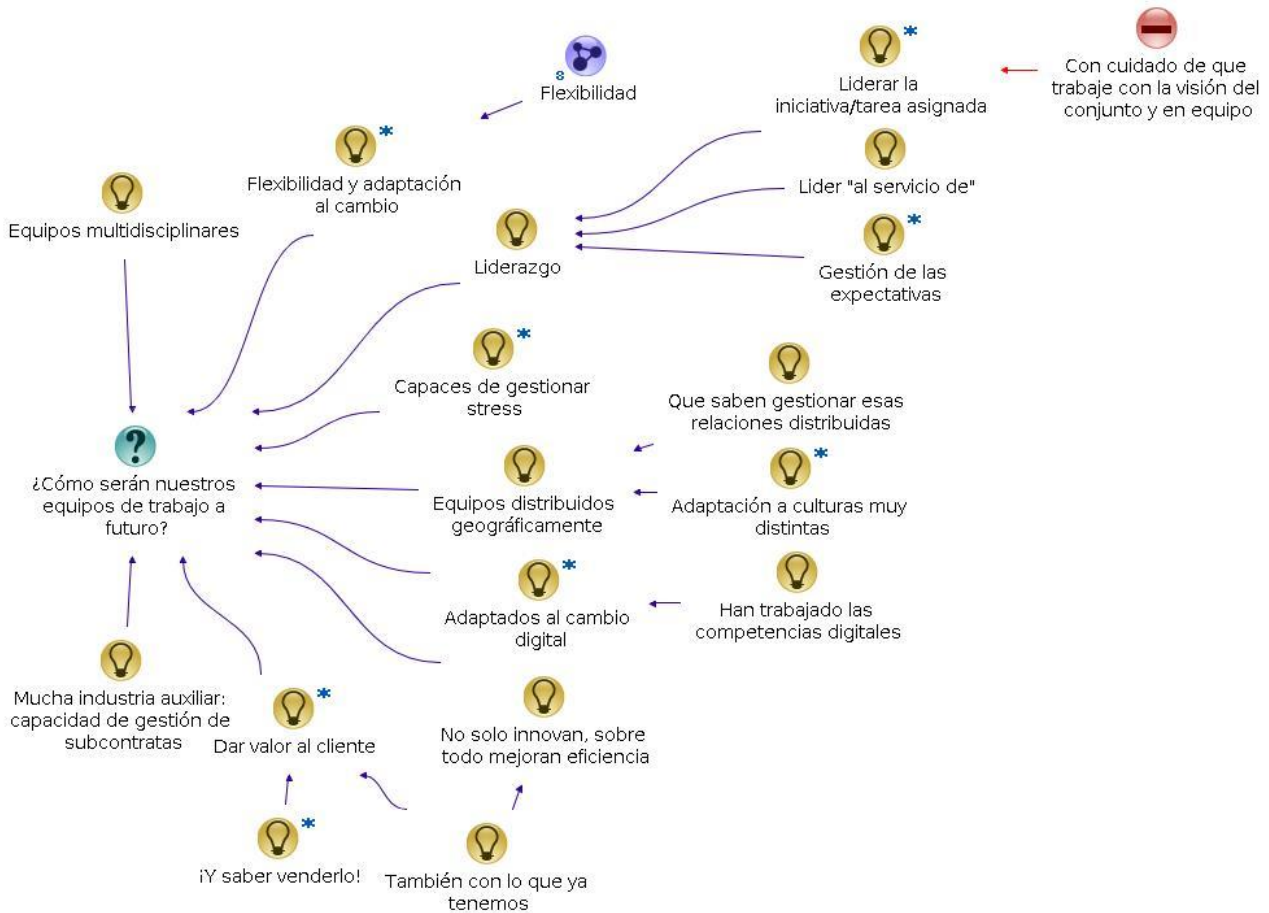 Flexibilidad
8
Liderar la
iniciativa/tarea asignada
Con cuidado de que
trabaje con la visión del
conjunto y en equipo
Flexibilidad y adaptación
al cambio
Lider "al servicio de"
Equipos multidisciplinares
Liderazgo
Gestión de las
expectativas
Capaces de gestionar
stress
Que saben gestionar esas
relaciones distribuidas
?
¿Cómo serán nuestros
equipos de trabajo a
futuro?
Equipos distribuidos
geográficamente
Adaptación a culturas muy
distintas
Adaptados al cambio
digital
Han trabajado las
competencias digitales
Mucha industria auxiliar:
capacidad de gestión de
subcontratas
Dar valor al cliente
No solo innovan, sobre
todo mejoran eficiencia
¡Y saber venderlo!
También con lo que ya
tenemos